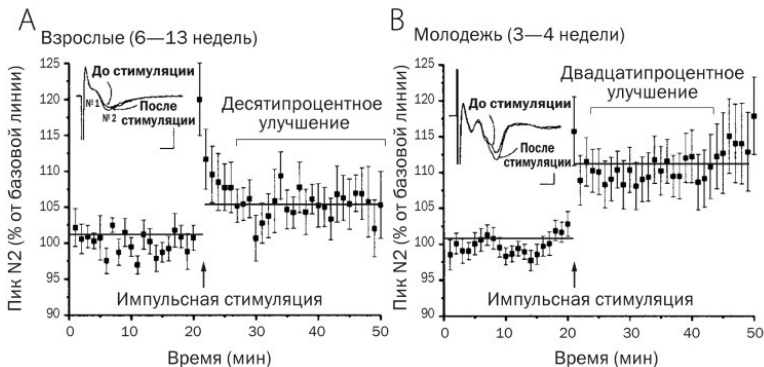 A
Взрослые (6—13 недель)
Пик N2 (% от базовой линии)
125
120
115
110
105
100
95
90
До стимуляции
№1
№2
После
стимуляции
Десятипроцентное
улучшение
Импульсная стимуляция
0
10
20
30
40
50
Время (мин)
B
Молодежь (3—4 недели)
Пик N2 (% от базовой линии)
125
120
115
110
105
100
95
90
До стимуляции
После
стимуляции
Двадцатипроцентное
улучшение
Импульсная стимуляция
0
10
20
30
40
50
Время (мин)